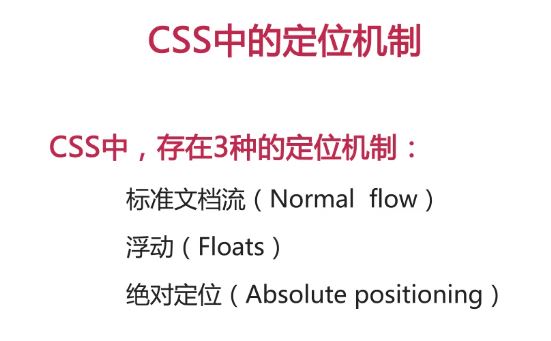 CSS中的定位机制
CSS中，存在3种的定位机制：
标准文档流（Normal  flow）
浮动（Floats）
绝对定位（Absolute positioning）